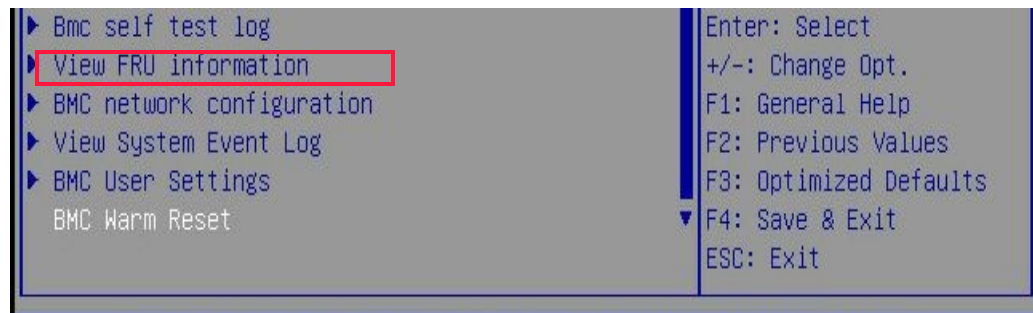 Bmc self test log
View FRU information
BMC network configuration
View System Event Log
BMC User Settings
BMC Warm Reset
Enter: Select
+/-: Change Opt.
F1: General Help
F2: Previous Values
F3: Optimized Defaults
F4: Save & Exit
ESC: Exit